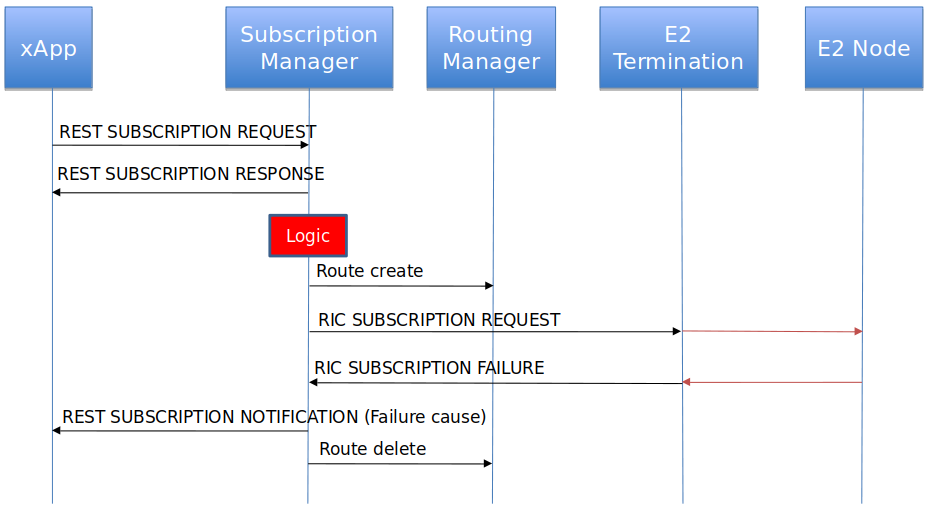 xApp
Subscription
Manager
Routing
Manager
E2
Termination
E2 Node
REST SUBSCRIPTION REQUEST
REST SUBSCRIPTION RESPONSE
Logic
Route create
RIC SUBSCRIPTION REQUEST
RIC SUBSCRIPTION FAILURE
REST SUBSCRIPTION NOTIFICATION (Failure cause)
Route delete